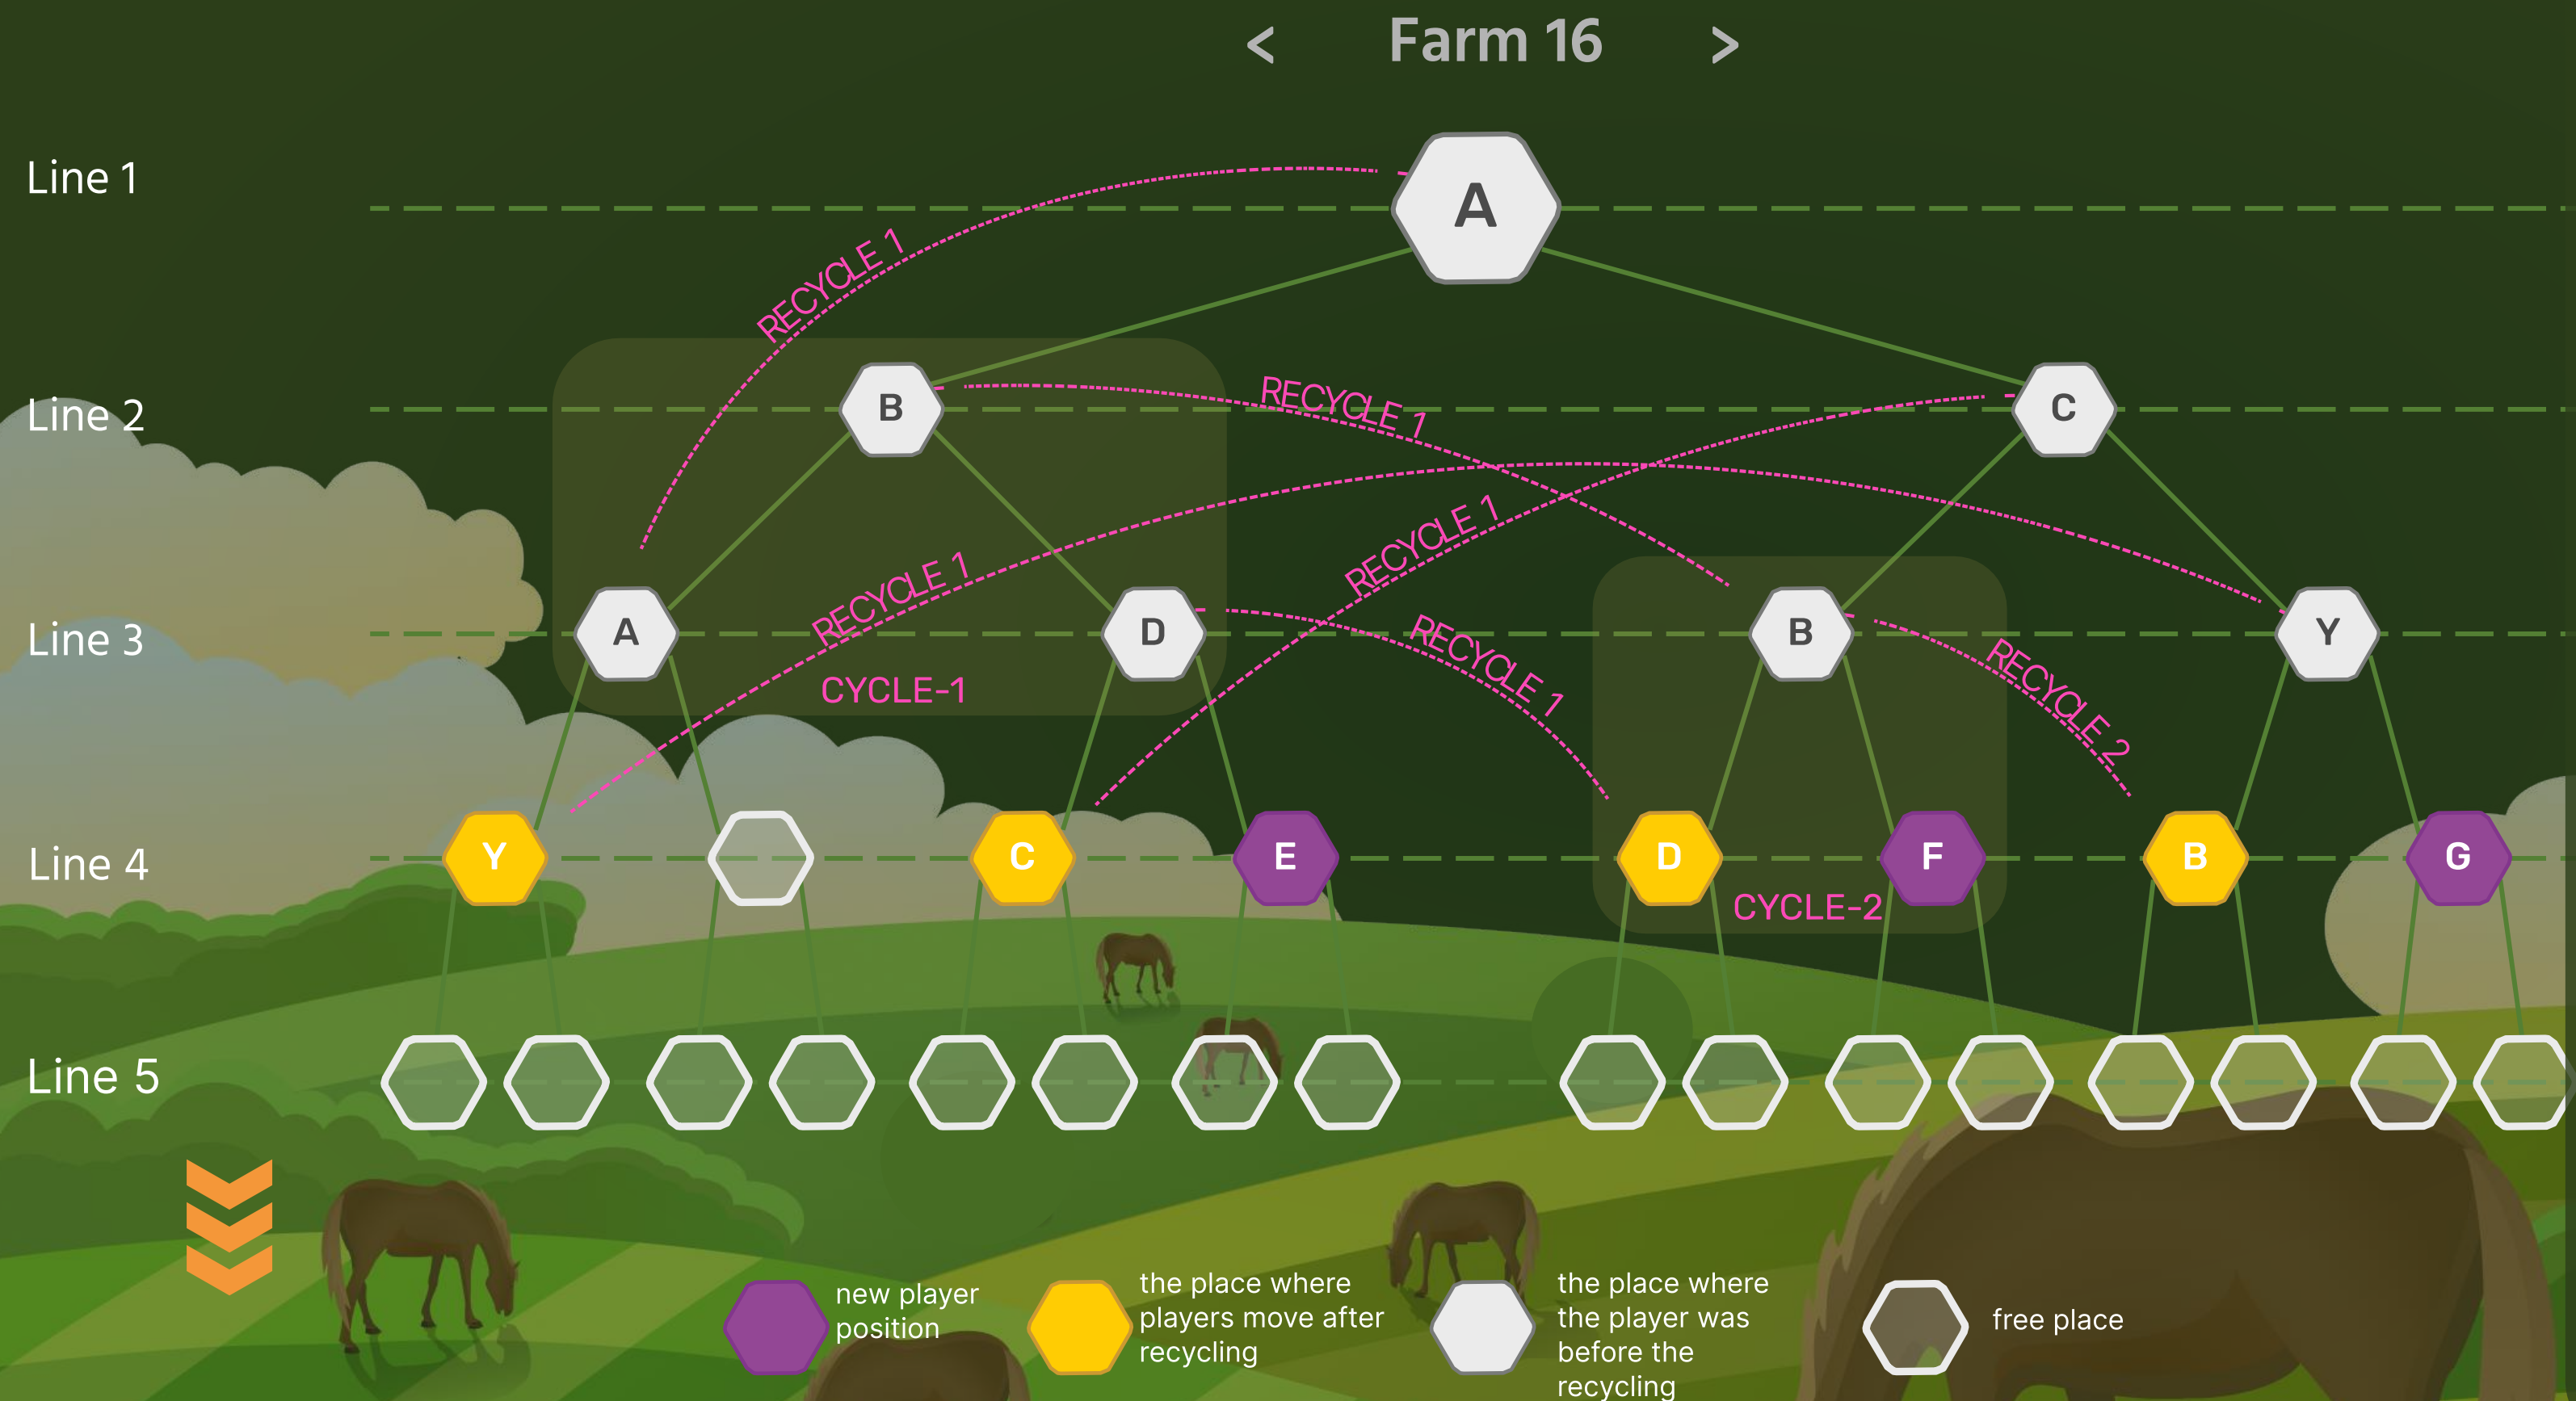 < Farm 16 >
Line 1
A
RECYCLE 1
Line 2
B
RECYCLE 1
C
RECYCLE 1
RECYCLE 1
Line 3
A
D
RECYCLE 1
B
RECYCLE 2
Y
CYCLE-1
Line 4
Y
C
E
D
F
B
G
CYCLE-2
Line 5
new player
position
the place where
players move after
recycling
the place where
the player was
before the
recycling
free place